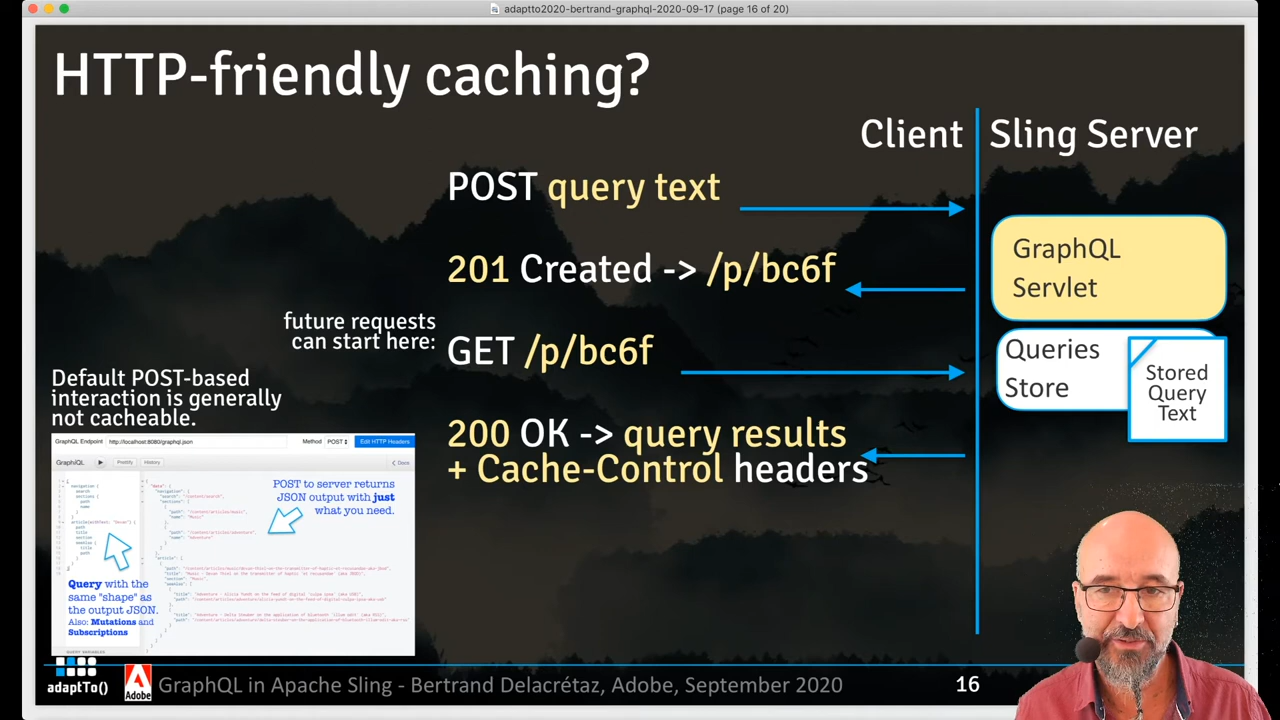 adaptto2020-bertrand-graphql-2020-09-17 (page 16 of 20)
HTTP-friendly caching?
Client
Sling Server
POST query text
GraphQL
Servlet
201 Created -> /p/bc6f
future requests
can start here:
GET /p/bc6f
Queries
Store
Stored
Query
Text
Default POST-based
interaction is generally
not cacheable.
200 OK -> query results
+ Cache-Control headers
GraphQL Endpoint
http://localhost:8080/graphql.json
Method
POST
Edit HTTP Headers
GraphiQL
Prettify
History
< Docs
POST to server returns
JSON output with just
what you need.
Query with the
same "shape" as
the output JSON.
Also: Mutations and
Subscriptions
QUERY VARIABLES
adaptTo()
Adobe
GraphQL in Apache Sling - Bertrand Delacrétaz, Adobe, September 2020
16